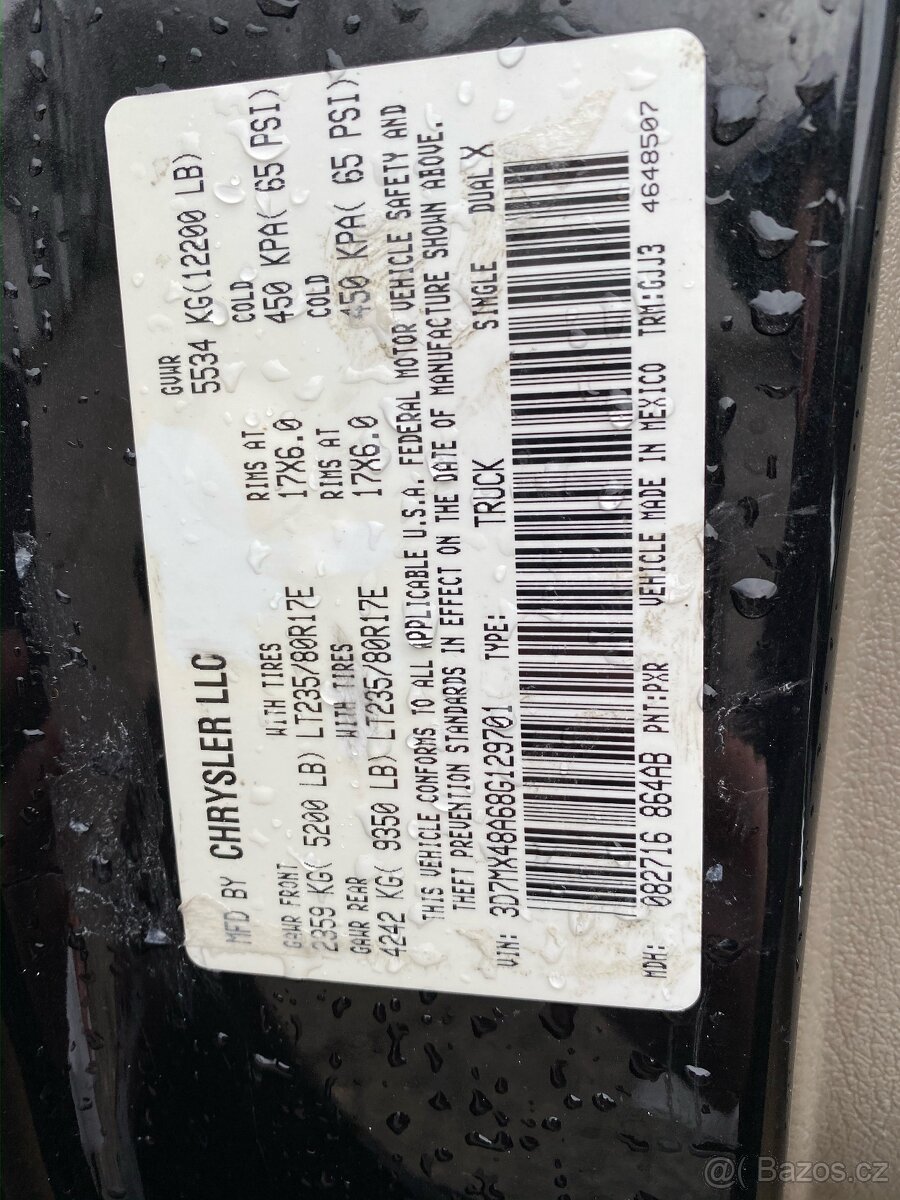 MFD BY CHRYSLER LLC
GVWR
5534 KG(12200 LB)
GAWR FRONT WITH TIRES RIMS AT COLD
2359 KG( 5200 LB) LT235/80R17E 17X6.0 450 KPA( 65 PSI)
GAWR REAR WITH TIRES RIMS AT COLD
4242 KG( 9350 LB) LT235/80R17E 17X6.0 450 KPA( 65 PSI)
THIS VEHICLE CONFORMS TO ALL APPLICABLE U.S.A. FEDERAL MOTOR VEHICLE SAFETY AND
THEFT PREVENTION STANDARDS IN EFFECT ON THE DATE OF MANUFACTURE SHOWN ABOVE.
VIN: 3D7MX48A68G129701 TYPE: TRUCK SINGLE DUAL X
MDH: 082716 864AB PNT:PXR VEHICLE MADE IN MEXICO TRM:GJJ3 4648507
Bazos.cz